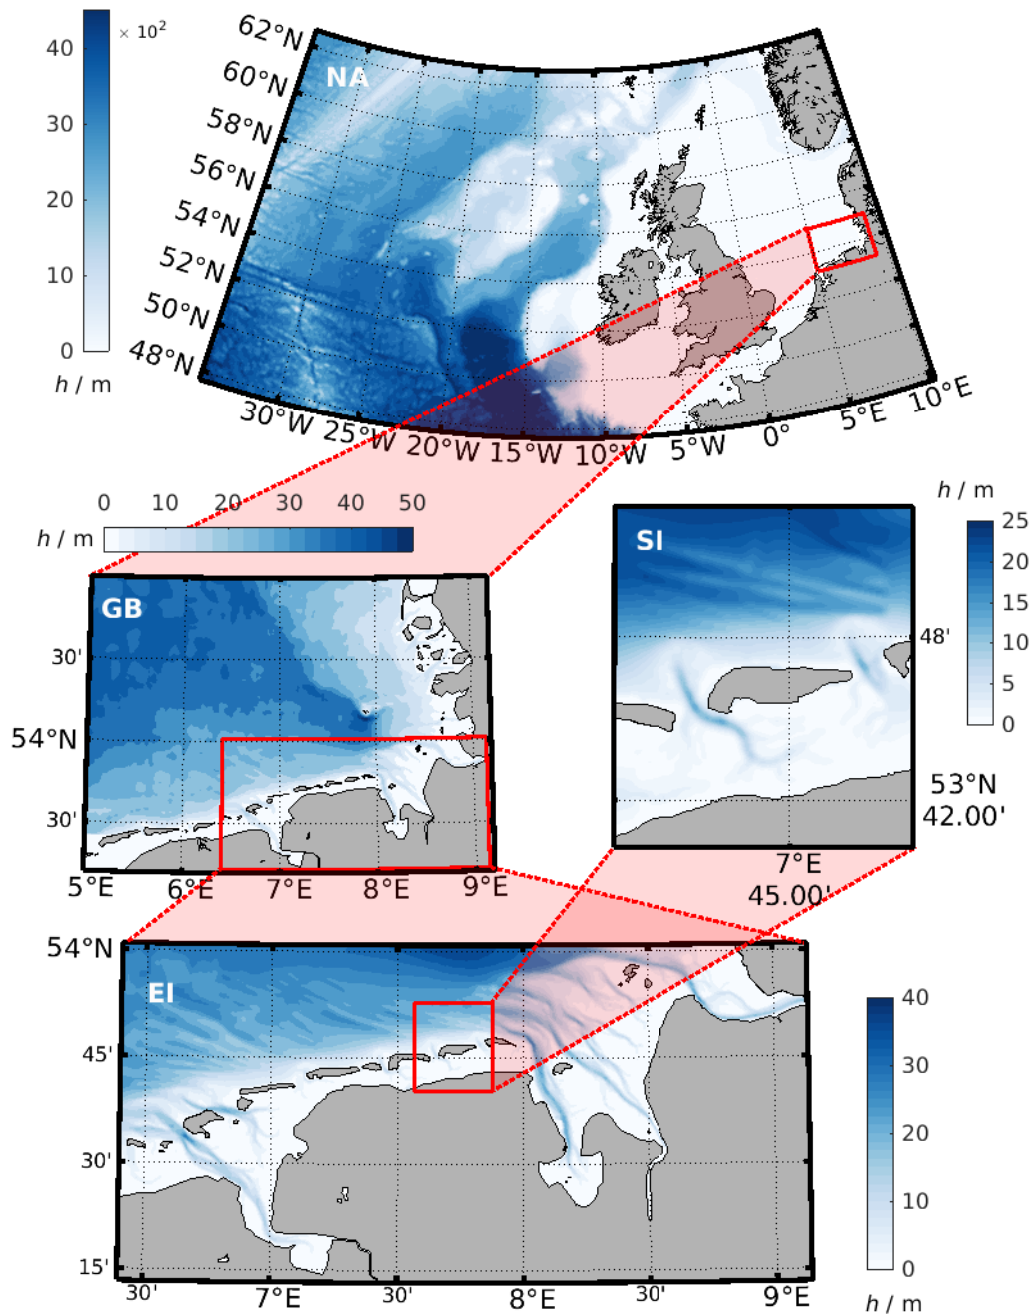 40
× 10²
30
20
10
0
h / m
62°N
60°N
58°N
56°N
54°N
52°N
50°N
48°N
NA
30°W
25°W
20°W
15°W
10°W
5°W
0°
5°E
10°E
0 10 20 30 40 50
h / m
GB
30'
54°N
30'
5°E 6°E 7°E 8°E 9°E
h / m
25
20
15
10
5
0
SI
48'
53°N
42.00'
7°E
45.00'
54°N
45'
30'
15'
EI
30' 7°E 30' 8°E 30' 9°E
40
30
20
10
0
h / m